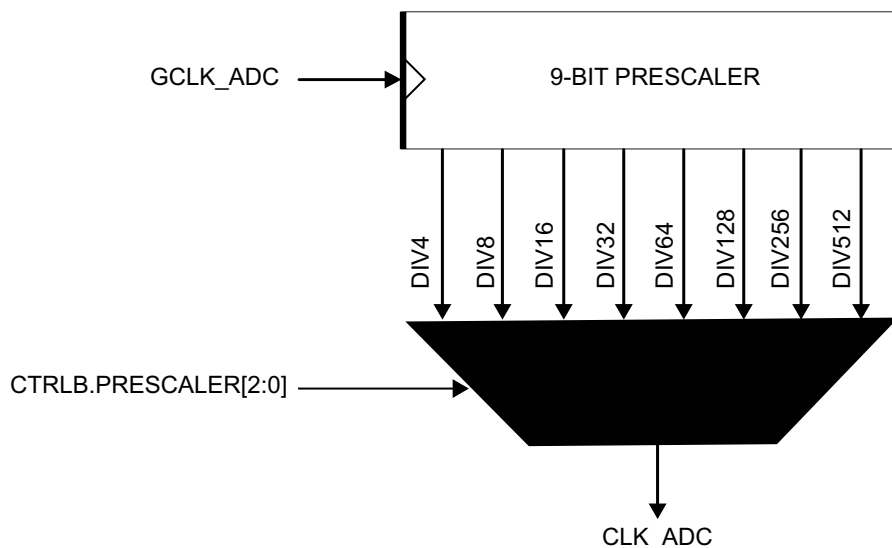 9-BIT PRESCALER
GCLK_ADC
DIV4
DIV8
DIV16
DIV32
DIV64
DIV128
DIV256
DIV512
CTRLB.PRESCALER[2:0]
CLK_ADC